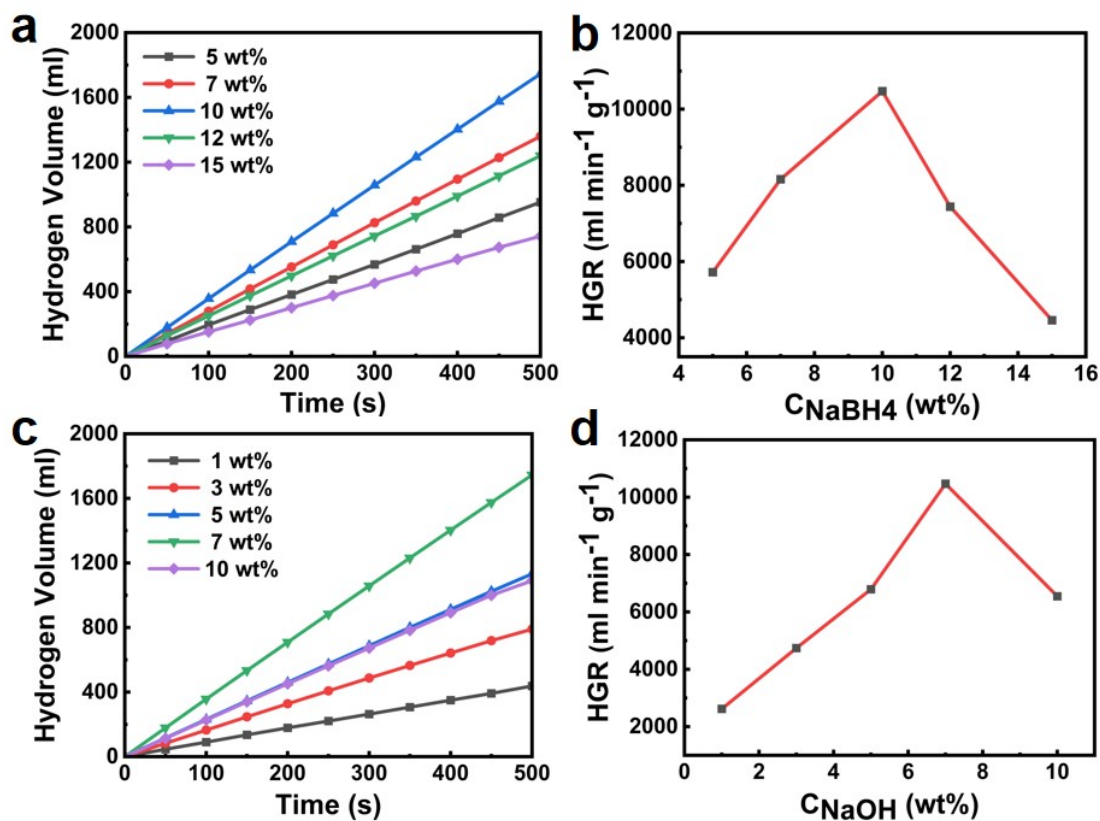 a
Hydrogen Volume (ml)
2000
1600
1200
800
400
0
5 wt%
7 wt%
10 wt%
12 wt%
15 wt%
0 100 200 300 400 500
Time (s)
b
HGR (ml min⁻¹ g⁻¹)
12000
10000
8000
6000
4000
4 6 8 10 12 14 16
CNaBH4 (wt%)
c
Hydrogen Volume (ml)
2000
1600
1200
800
400
0
1 wt%
3 wt%
5 wt%
7 wt%
10 wt%
0 100 200 300 400 500
Time (s)
d
HGR (ml min⁻¹ g⁻¹)
12000
10000
8000
6000
4000
2000
0 2 4 6 8 10
CNaOH (wt%)